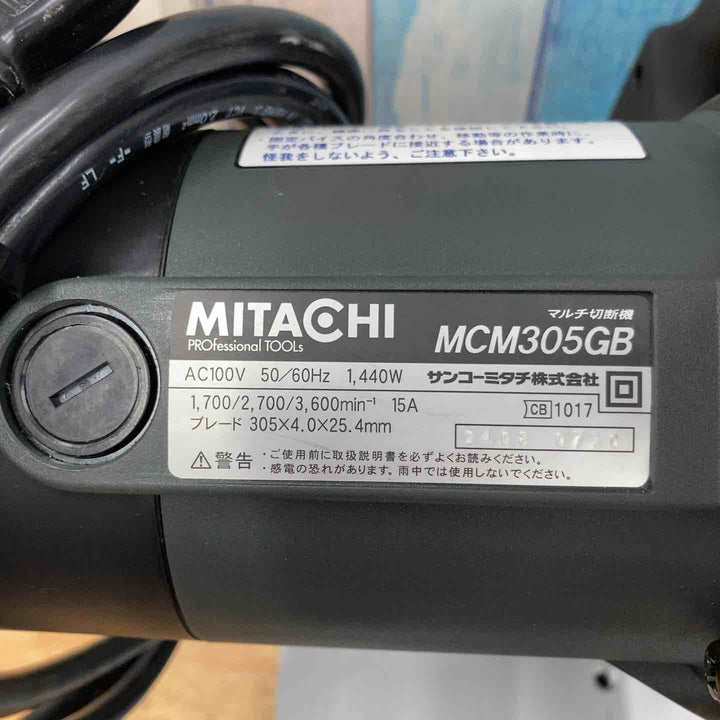 ・固定バイスの角度合わせ、移動等の作業時に、
手が各種ブレードに接近する場合があります。
怪我をしないよう、ご注意下さい。
LF
MITACHI
PROfessional TOOLs
マルチ切断機
MCM305GB
AC100V 50/60Hz 1,440W サンコーミタチ株式会社
1,700/2,700/3,600min⁻¹ 15A
CB 1017
ブレード 305×4.0×25.4mm
⚠警告
・ご使用前に取扱説明書を必ずよくお読みください。
・感電の恐れがあります。雨中では使用しないでください。